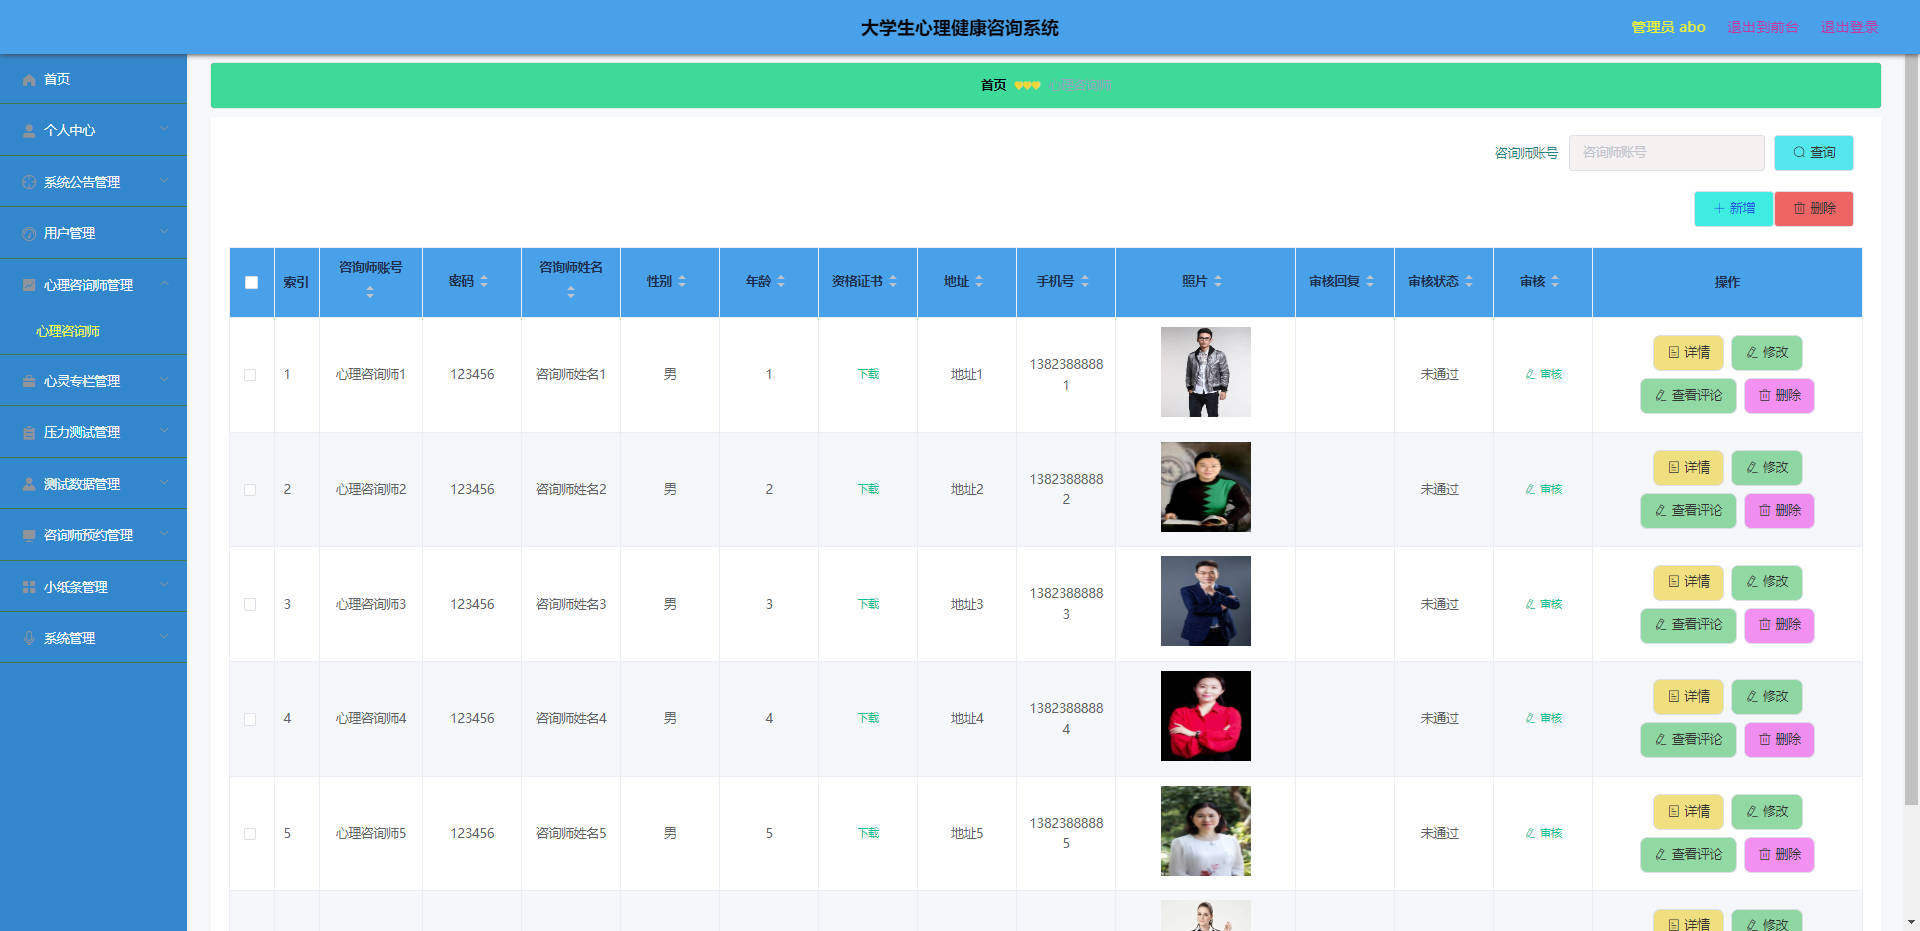 大学生心理健康咨询系统
管理员 abo 退出到前台 退出登录
首页
个人中心
系统公告管理
用户管理
心理咨询师管理
心理咨询师
心灵专栏管理
压力测试管理
测试数据管理
咨询师预约管理
小纸条管理
系统管理
首页 心理咨询师
咨询师账号 咨询师账号 查询
新增 删除
索引 咨询师账号 密码 咨询师姓名 性别 年龄 资格证书 地址 手机号 照片 审核回复 审核状态 审核 操作
1 心理咨询师1 123456 咨询师姓名1 男 1 下载 地址1 13823888881 未通过 审核 详情 修改
查看评论 删除
2 心理咨询师2 123456 咨询师姓名2 男 2 下载 地址2 13823888882 未通过 审核 详情 修改
查看评论 删除
3 心理咨询师3 123456 咨询师姓名3 男 3 下载 地址3 13823888883 未通过 审核 详情 修改
查看评论 删除
4 心理咨询师4 123456 咨询师姓名4 男 4 下载 地址4 13823888884 未通过 审核 详情 修改
查看评论 删除
5 心理咨询师5 123456 咨询师姓名5 男 5 下载 地址5 13823888885 未通过 审核 详情 修改
查看评论 删除
详情 修改